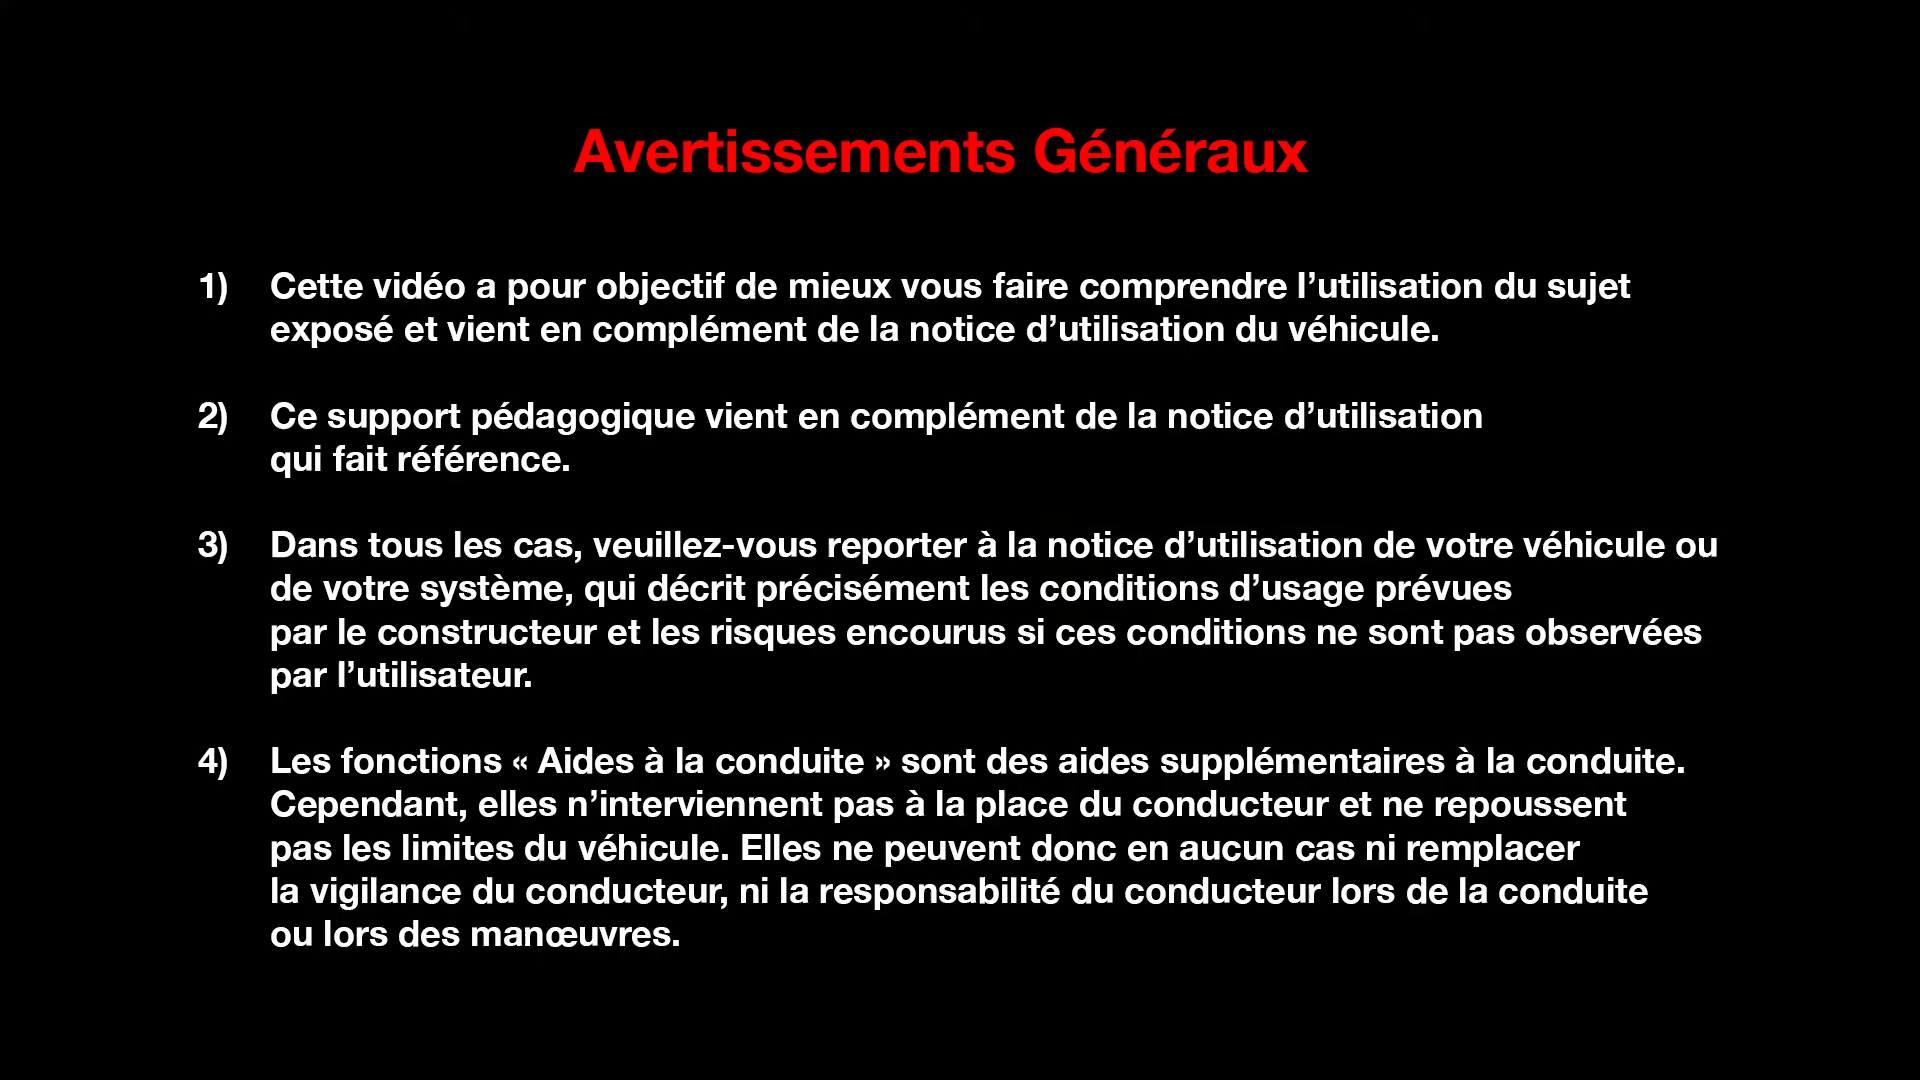 Avertissements Généraux
1) Cette vidéo a pour objectif de mieux vous faire comprendre l’utilisation du sujet
exposé et vient en complément de la notice d’utilisation du véhicule.
2) Ce support pédagogique vient en complément de la notice d’utilisation
qui fait référence.
3) Dans tous les cas, veuillez-vous reporter à la notice d’utilisation de votre véhicule ou
de votre système, qui décrit précisément les conditions d’usage prévues
par le constructeur et les risques encourus si ces conditions ne sont pas observées
par l’utilisateur.
4) Les fonctions « Aides à la conduite » sont des aides supplémentaires à la conduite.
Cependant, elles n’interviennent pas à la place du conducteur et ne repoussent
pas les limites du véhicule. Elles ne peuvent donc en aucun cas ni remplacer
la vigilance du conducteur, ni la responsabilité du conducteur lors de la conduite
ou lors des manœuvres.